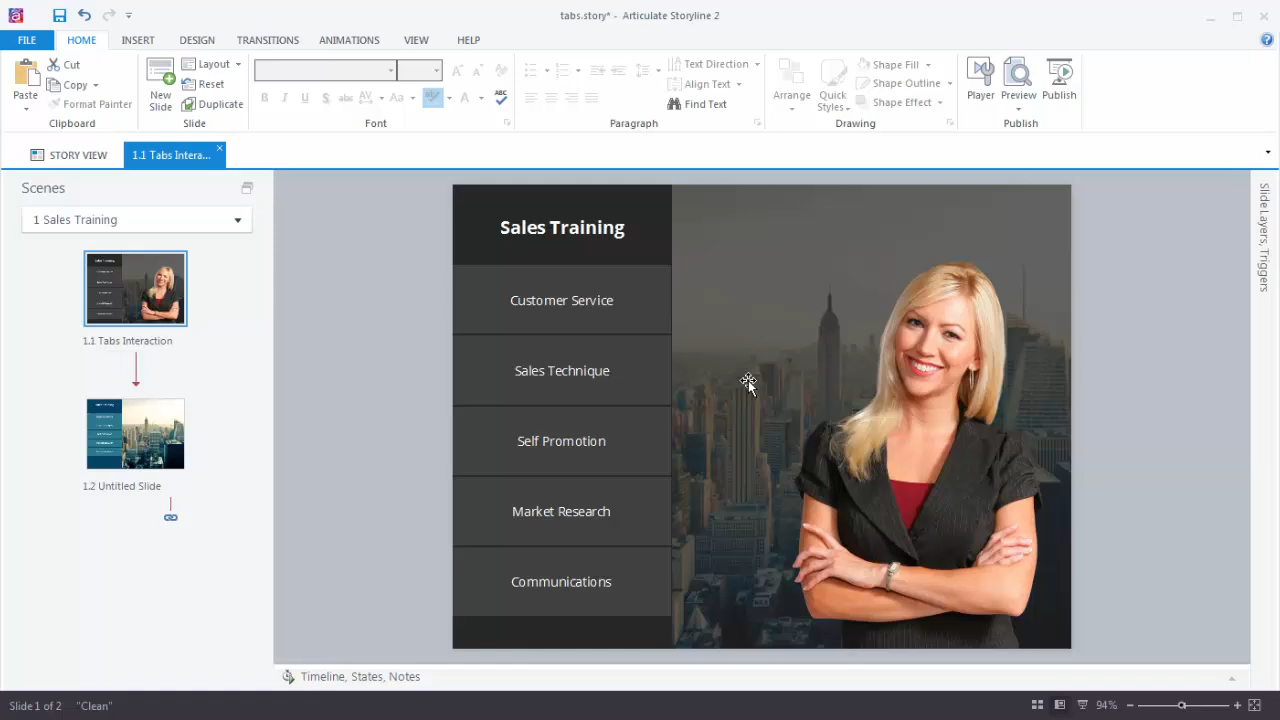 tabs.story* - Articulate Storyline 2
FILE HOME INSERT DESIGN TRANSITIONS ANIMATIONS VIEW HELP
Paste
Cut
Copy
Format Painter
Clipboard
New Slide
Layout
Reset
Duplicate
Slide
B I U S abc AV Aa A ABC
Font
Text Direction
Align Text
Find Text
Paragraph
Arrange
Quick Styles
Shape Fill
Shape Outline
Shape Effect
Drawing
Player
Preview
Publish
Publish
STORY VIEW
1.1 Tabs Intera...
Scenes
1 Sales Training
1.1 Tabs Interaction
1.2 Untitled Slide
Sales Training
Customer Service
Sales Technique
Self Promotion
Market Research
Communications
Slide Layers, Triggers
Timeline, States, Notes
Slide 1 of 2 "Clean" 94%